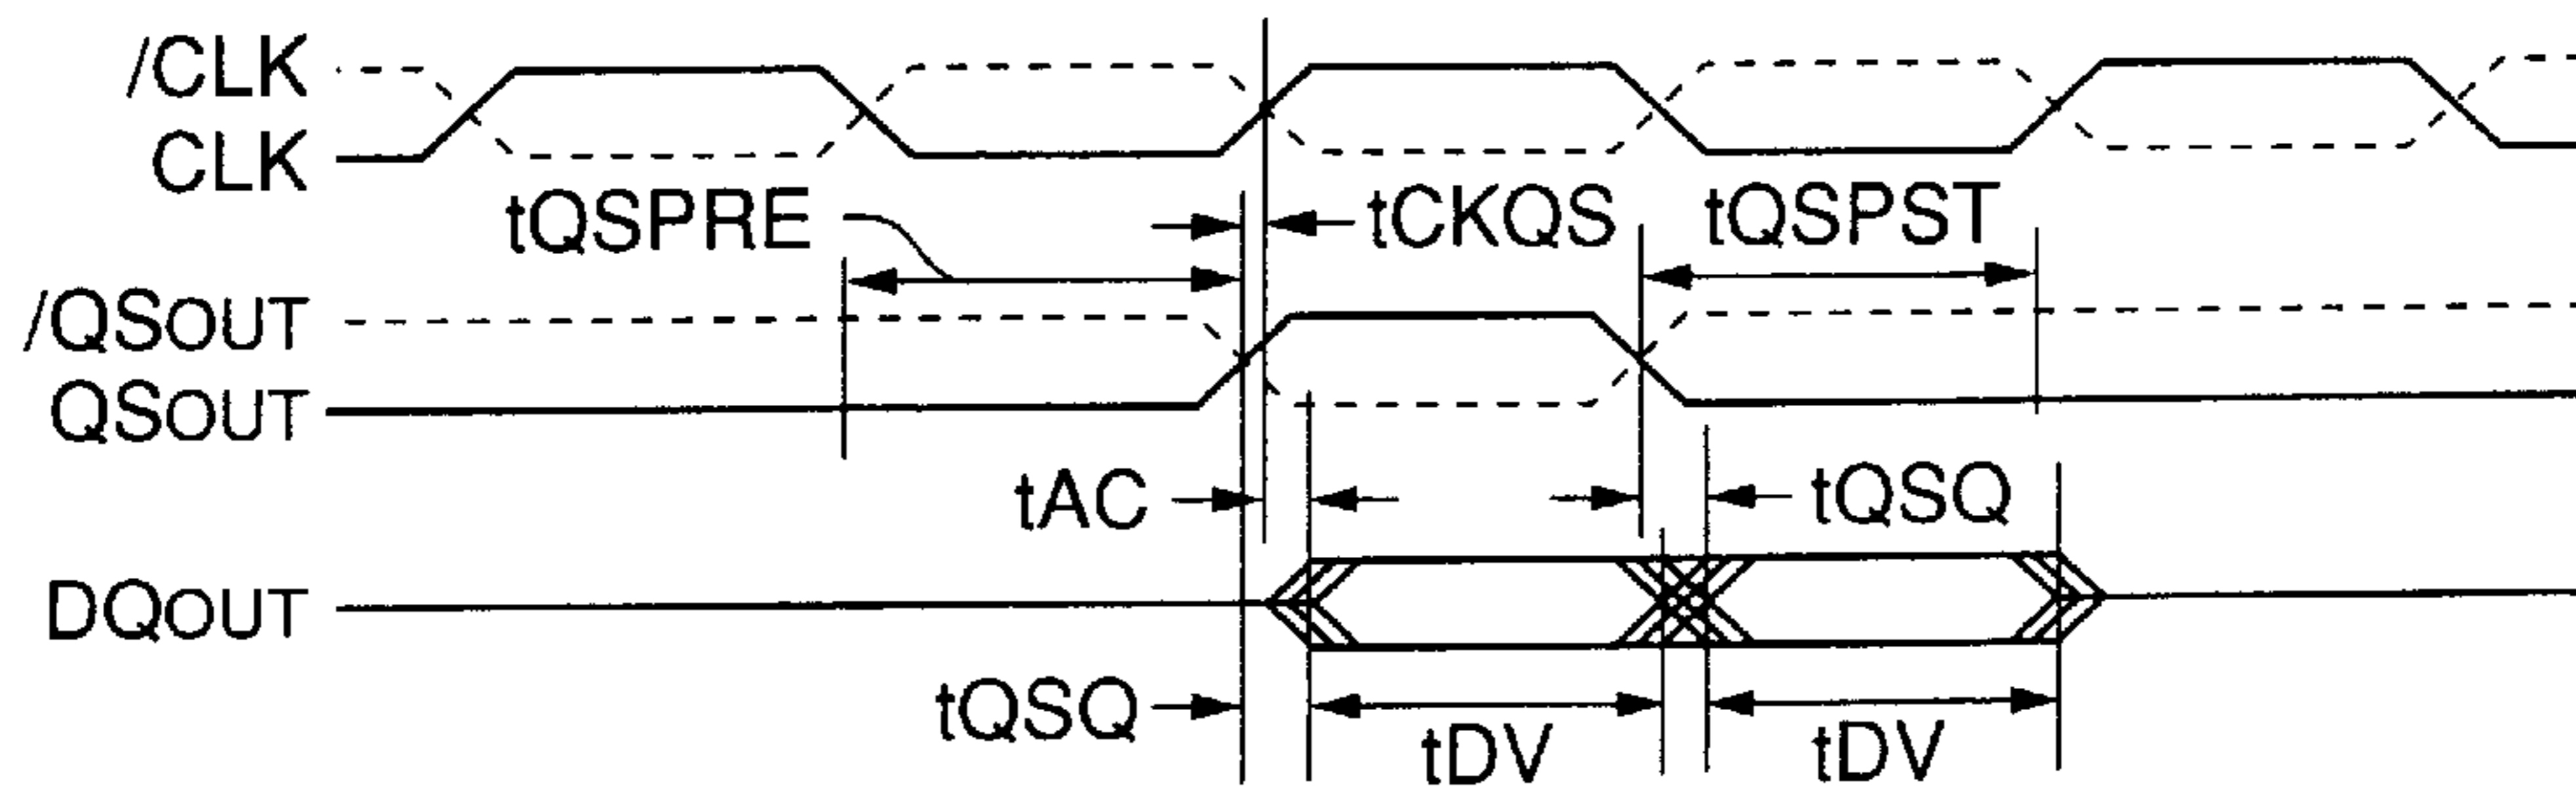 /CLK
CLK
tQSPRE
tCKQS
tQSPST
/QSOUT
QSOUT
tAC
tQSQ
DQOUT
tQSQ
tDV
tDV